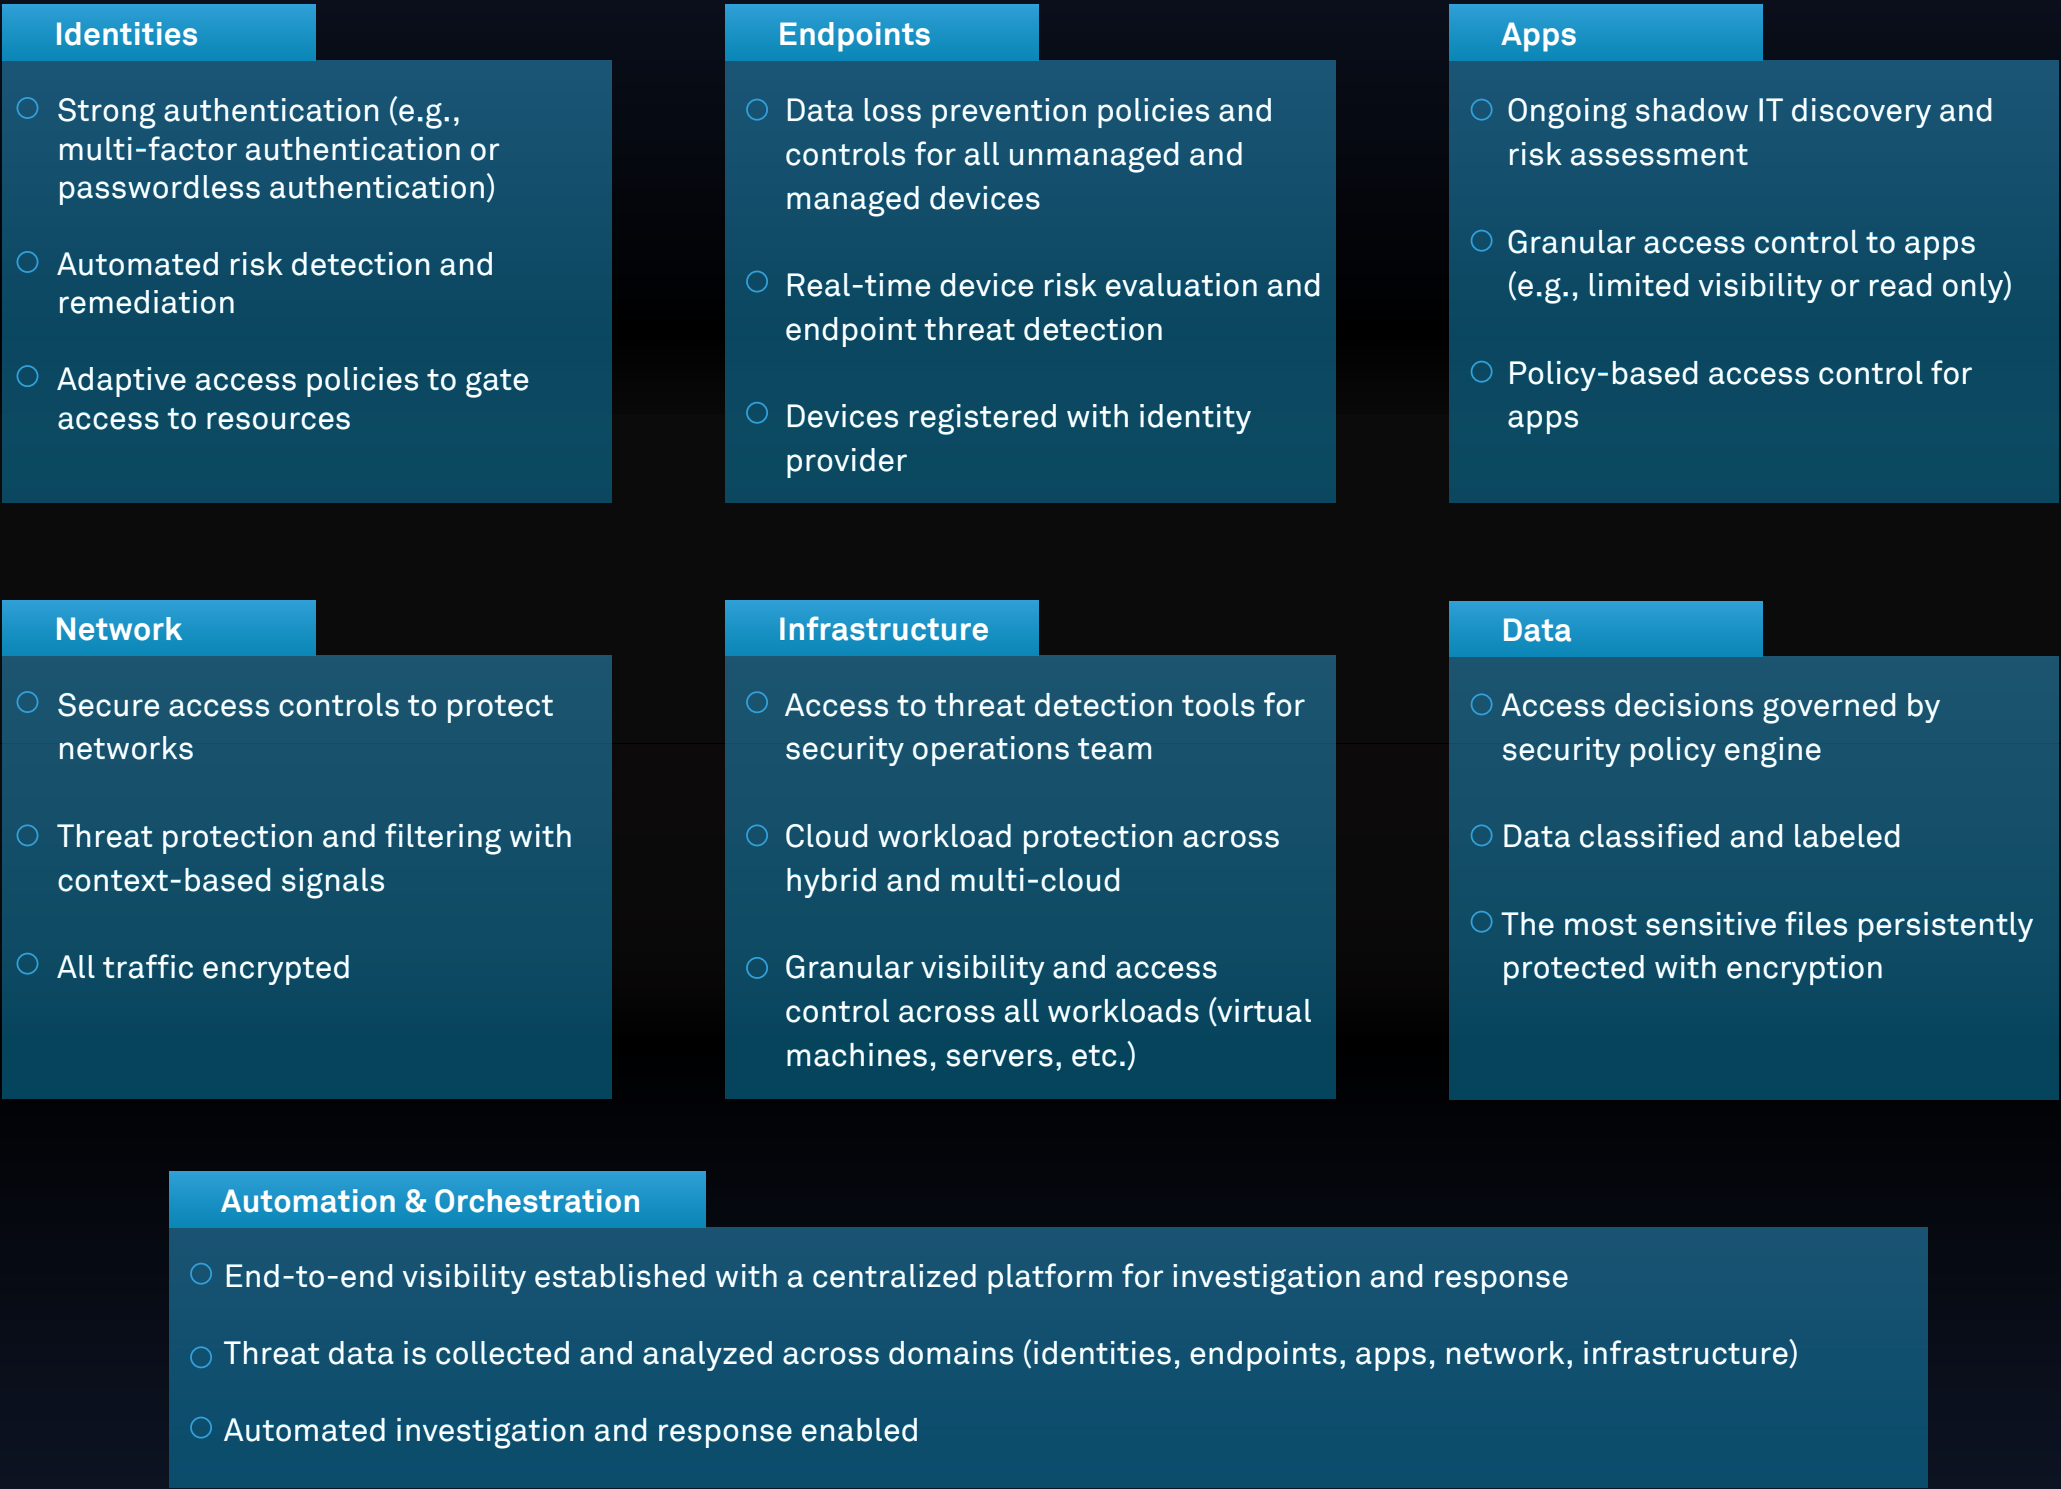 Identities
Strong authentication (e.g.,
multi-factor authentication or
passwordless authentication)
Automated risk detection and
remediation
Adaptive access policies to gate
access to resources
Endpoints
Data loss prevention policies and
controls for all unmanaged and
managed devices
Real-time device risk evaluation and
endpoint threat detection
Devices registered with identity
provider
Apps
Ongoing shadow IT discovery and
risk assessment
Granular access control to apps
(e.g., limited visibility or read only)
Policy-based access control for
apps
Network
Secure access controls to protect
networks
Threat protection and filtering with
context-based signals
All traffic encrypted
Infrastructure
Access to threat detection tools for
security operations team
Cloud workload protection across
hybrid and multi-cloud
Granular visibility and access
control across all workloads (virtual
machines, servers, etc.)
Data
Access decisions governed by
security policy engine
Data classified and labeled
The most sensitive files persistently
protected with encryption
Automation & Orchestration
End-to-end visibility established with a centralized platform for investigation and response
Threat data is collected and analyzed across domains (identities, endpoints, apps, network, infrastructure)
Automated investigation and response enabled